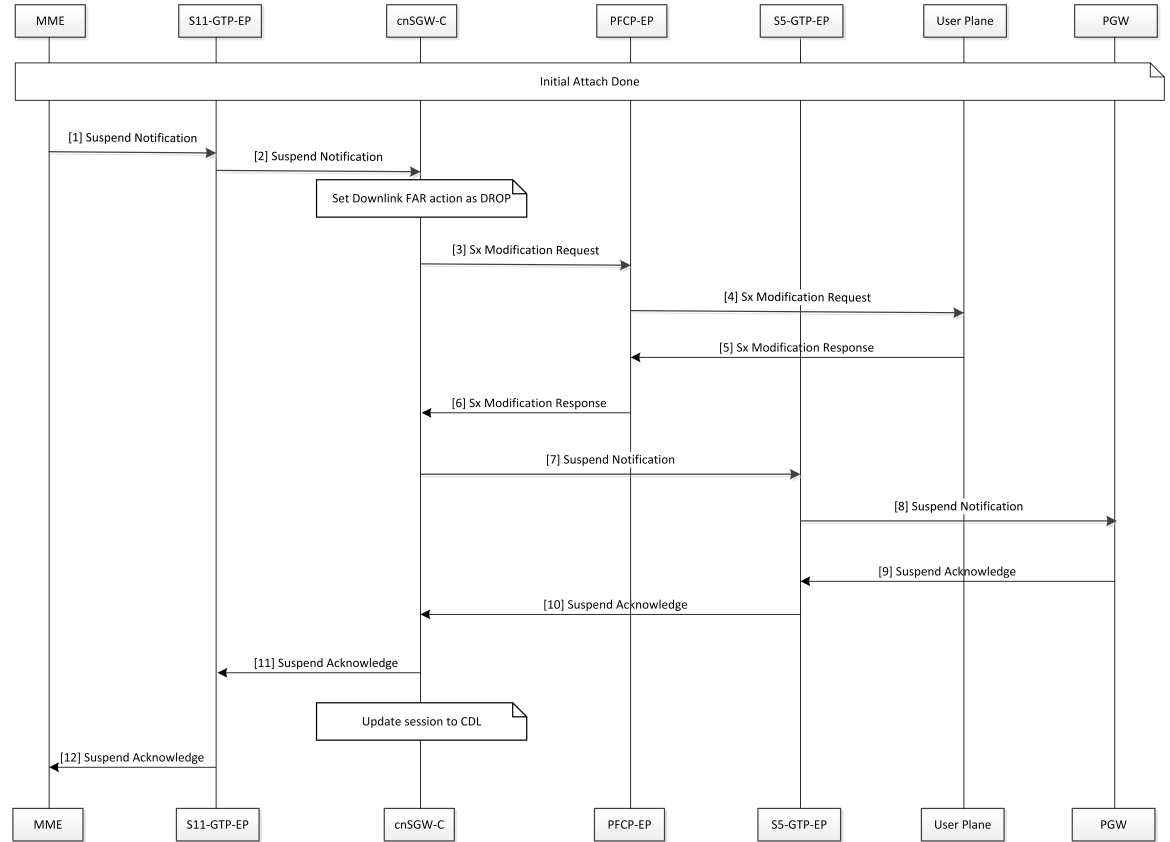 MME
S11-GTP-EP
cnSGW-C
PFCP-EP
S5-GTP-EP
User Plane
PGW
Initial Attach Done
[1] Suspend Notification
[2] Suspend Notification
Set Downlink FAR action as DROP
[3] Sx Modification Request
[4] Sx Modification Request
[5] Sx Modification Response
[6] Sx Modification Response
[7] Suspend Notification
[8] Suspend Notification
[9] Suspend Acknowledge
[10] Suspend Acknowledge
[11] Suspend Acknowledge
Update session to CDL
[12] Suspend Acknowledge
MME
S11-GTP-EP
cnSGW-C
PFCP-EP
S5-GTP-EP
User Plane
PGW